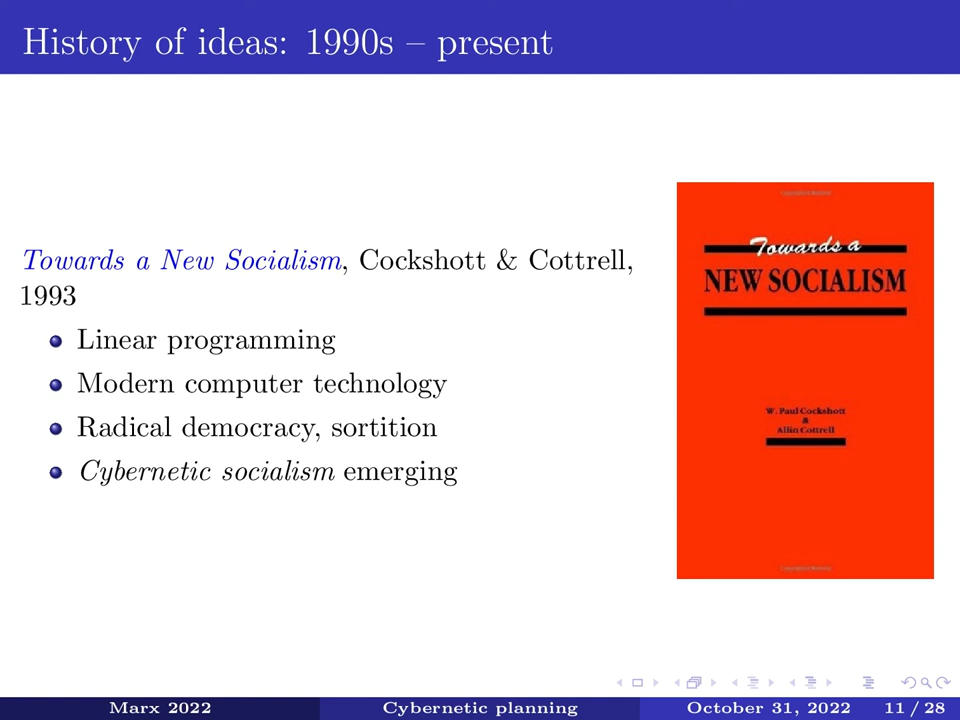 History of ideas: 1990s – present
Towards a New Socialism, Cockshott & Cottrell,
1993
Linear programming
Modern computer technology
Radical democracy, sortition
Cybernetic socialism emerging
Towards a
NEW SOCIALISM
W. Paul Cockshott
&
Allin Cottrell
Marx 2022 Cybernetic planning October 31, 2022 11 / 28